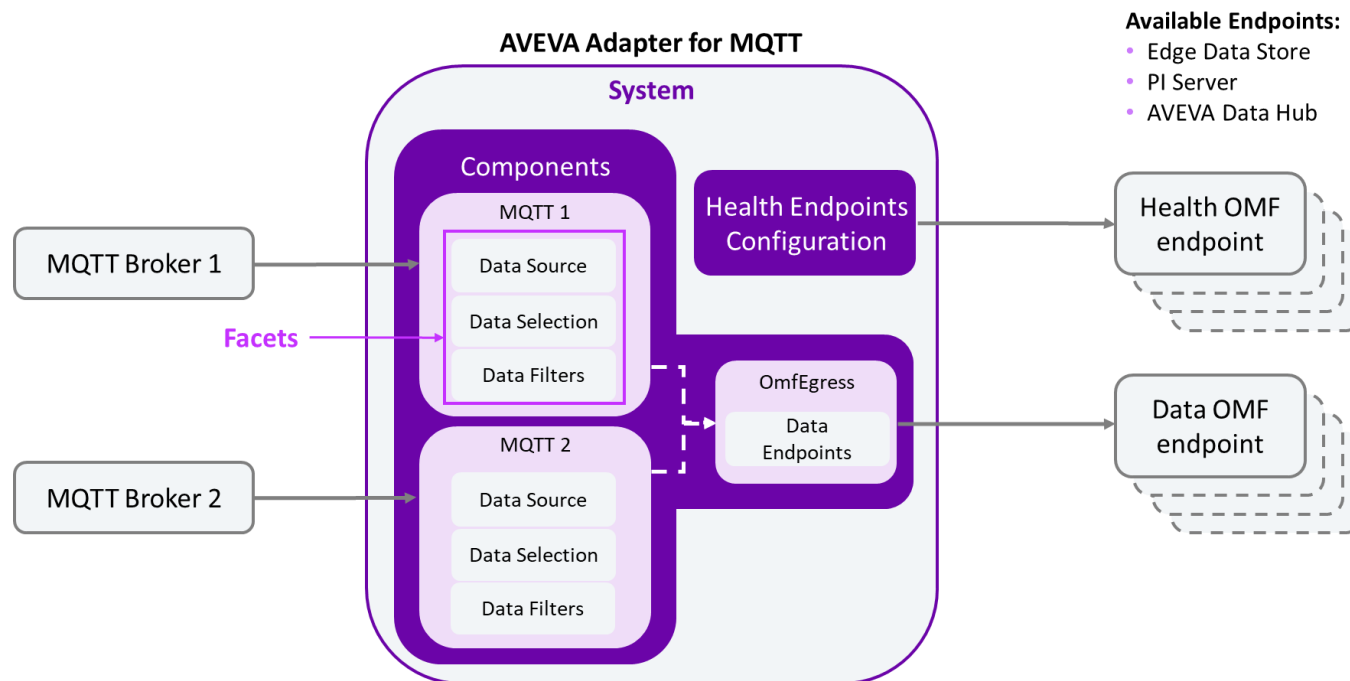 AVEVA Adapter for MQTT
Available Endpoints:
• Edge Data Store
• PI Server
• AVEVA Data Hub
System
Components
MQTT 1
Data Source
Data Selection
Data Filters
MQTT Broker 1
Facets
MQTT 2
Data Source
Data Selection
Data Filters
MQTT Broker 2
Health Endpoints
Configuration
OmfEgress
Data
Endpoints
Health OMF
endpoint
Data OMF
endpoint